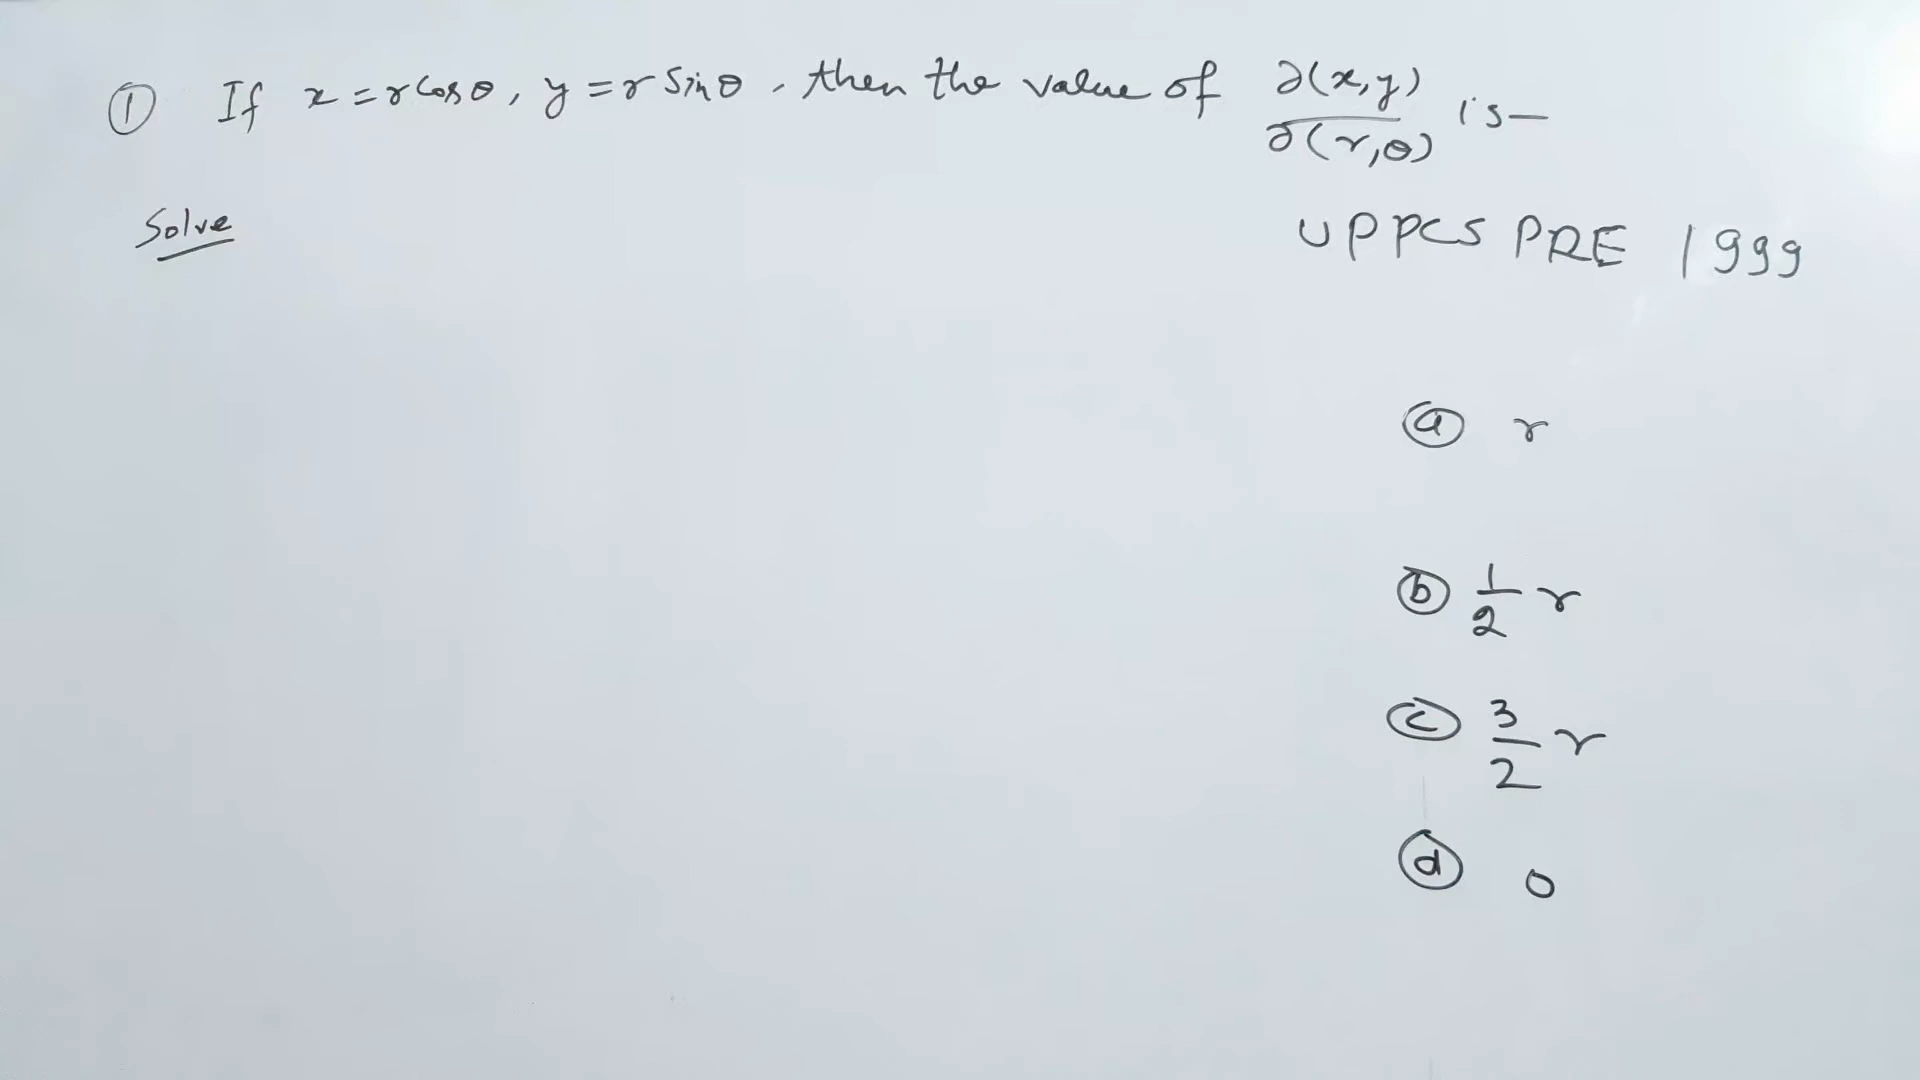 ① If x = r Cos θ, y = r Sin θ, then the value of ∂(x,y)/∂(r,θ) is—
Solve
UPPCS PRE 1999
ⓐ r
ⓑ 1/2 r
ⓒ 3/2 r
ⓓ 0